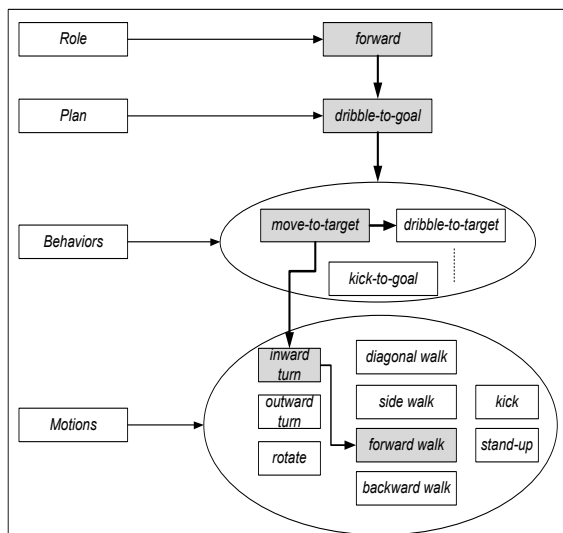 Role
forward
Plan
dribble-to-goal
Behaviors
move-to-target
dribble-to-target
kick-to-goal
Motions
inward
turn
outward
turn
rotate
diagonal walk
side walk
forward walk
backward walk
kick
stand-up